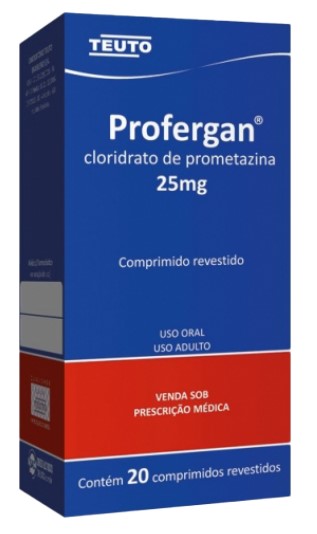 TEUTO
Profergan®
cloridrato de prometazina
25mg
Comprimido revestido
USO ORAL
USO ADULTO
VENDA SOB
PRESCRIÇÃO MÉDICA
Contém 20 comprimidos revestidos